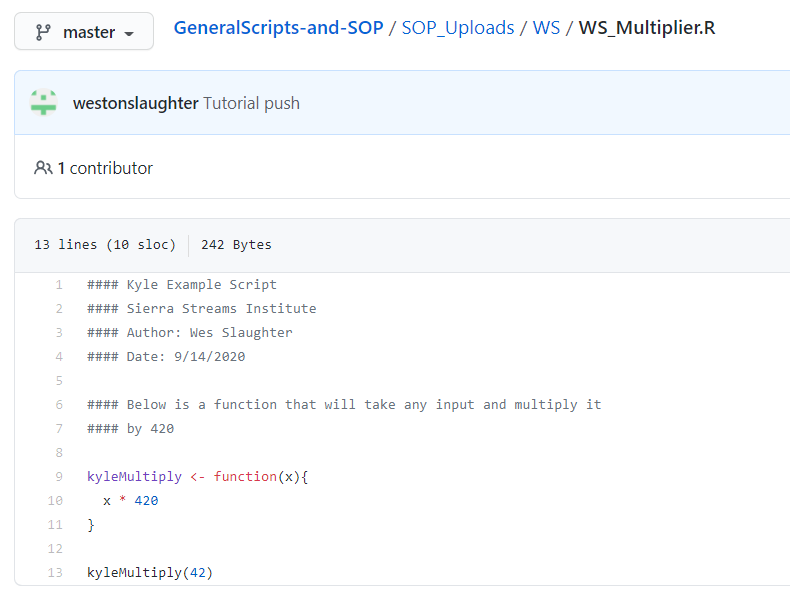 master GeneralScripts-and-SOP / SOP_Uploads / WS / WS_Multiplier.R
westonslaughter Tutorial push
1 contributor
13 lines (10 sloc) 242 Bytes
1 #### Kyle Example Script
2 #### Sierra Streams Institute
3 #### Author: Wes Slaughter
4 #### Date: 9/14/2020
5
6 #### Below is a function that will take any input and multiply it
7 #### by 420
8
9 kyleMultiply <- function(x){
10   x * 420
11 }
12
13 kyleMultiply(42)